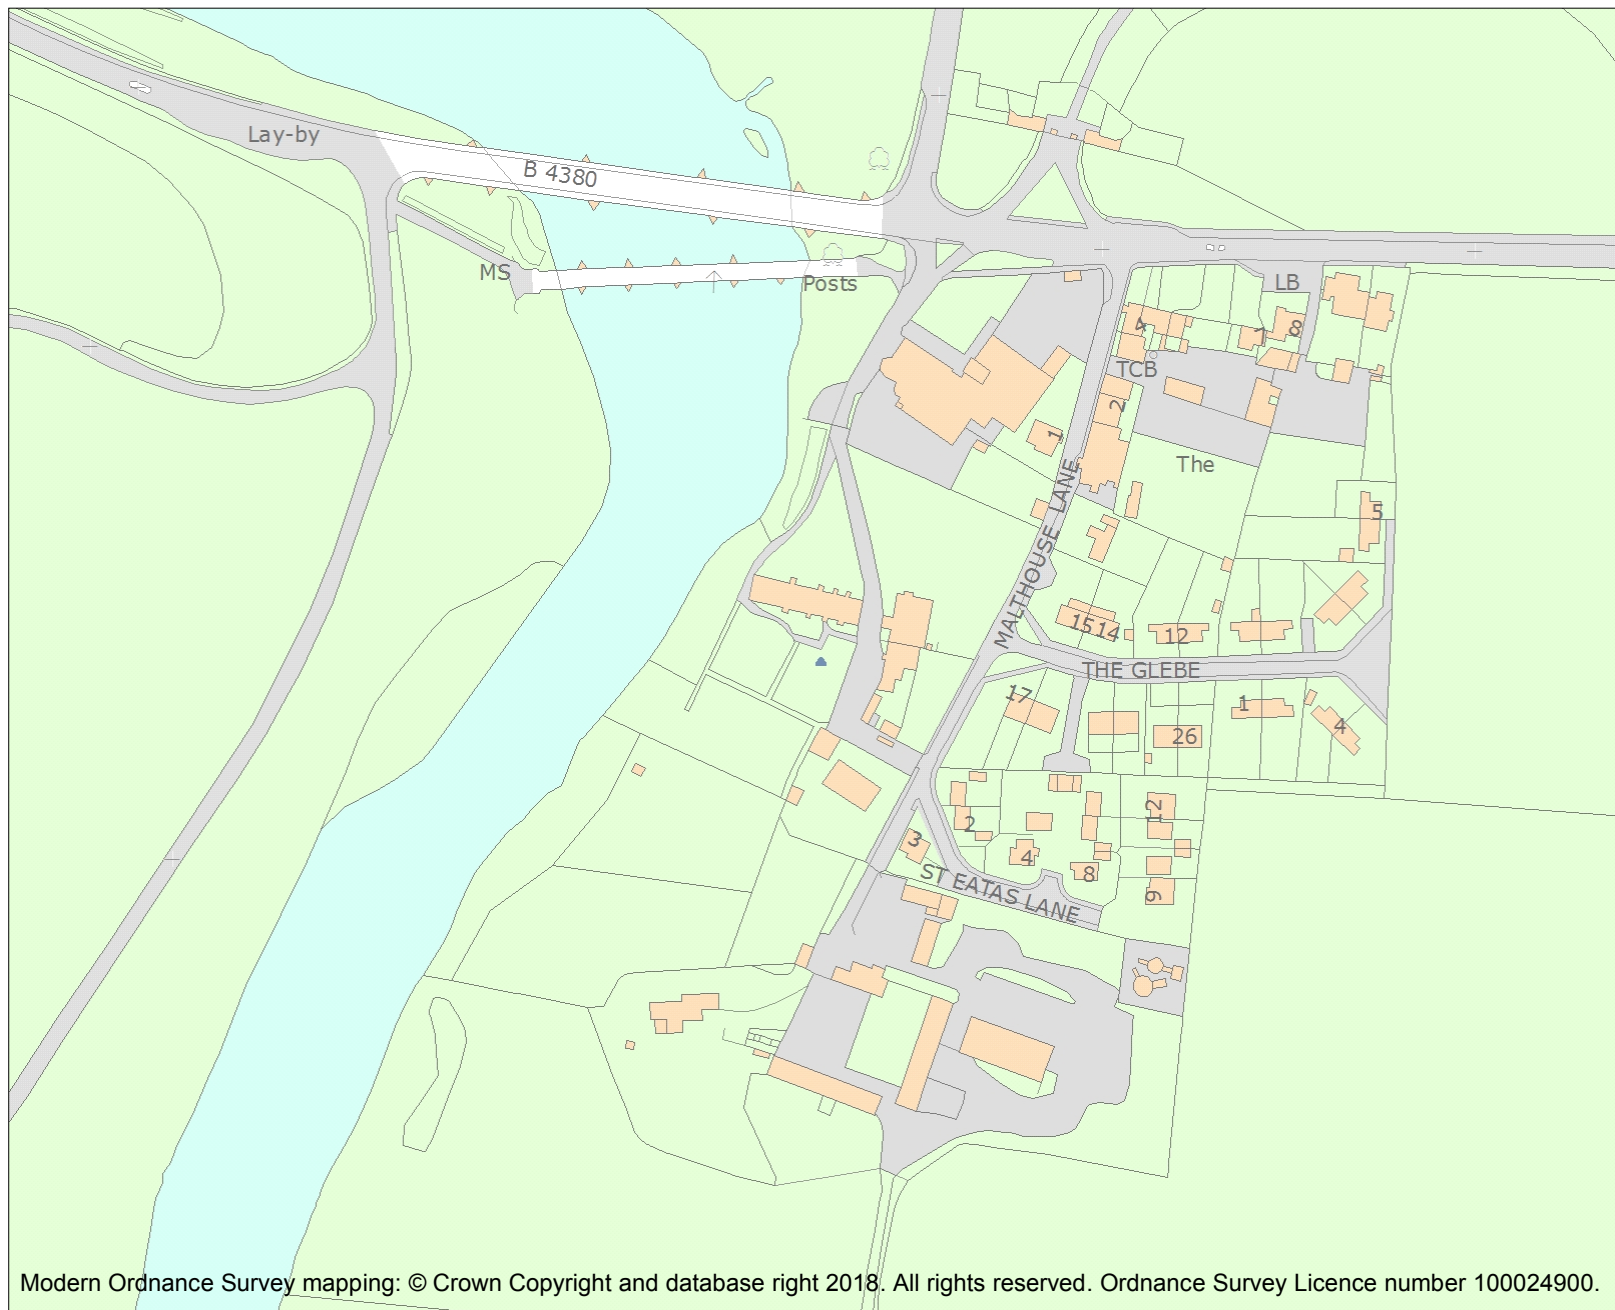 Lay-by
B 4380
MS
Posts
LB
4
7
8
TCB
2
1
The
MALTHOUSE LANE
5
15
14
12
THE GLEBE
17
1
26
4
2
12
3
4
8
9
ST EATAS LANE
Modern Ordnance Survey mapping: © Crown Copyright and database right 2018. All rights reserved. Ordnance Survey Licence number 100024900.